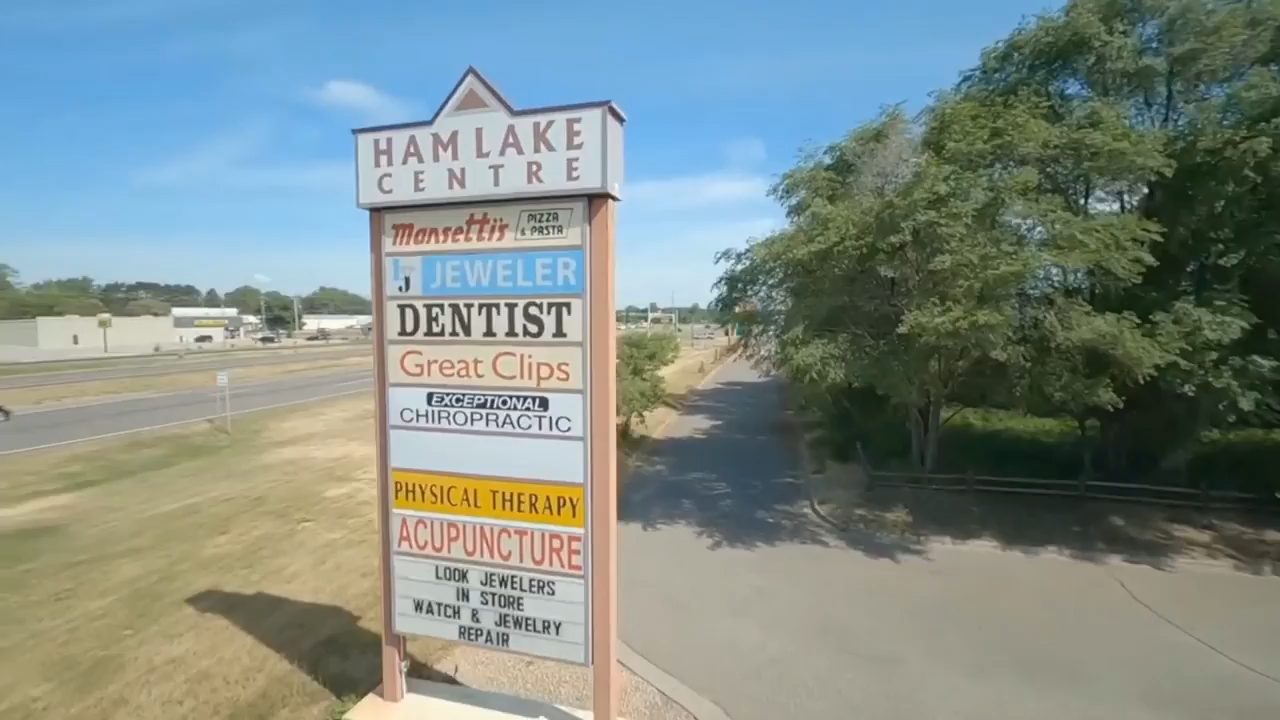 HAM LAKE
CENTRE
Mansetti's
PIZZA
& PASTA
JEWELER
DENTIST
Great Clips
EXCEPTIONAL
CHIROPRACTIC
PHYSICAL THERAPY
ACUPUNCTURE
LOOK JEWELERS
IN STORE
WATCH & JEWELRY
REPAIR